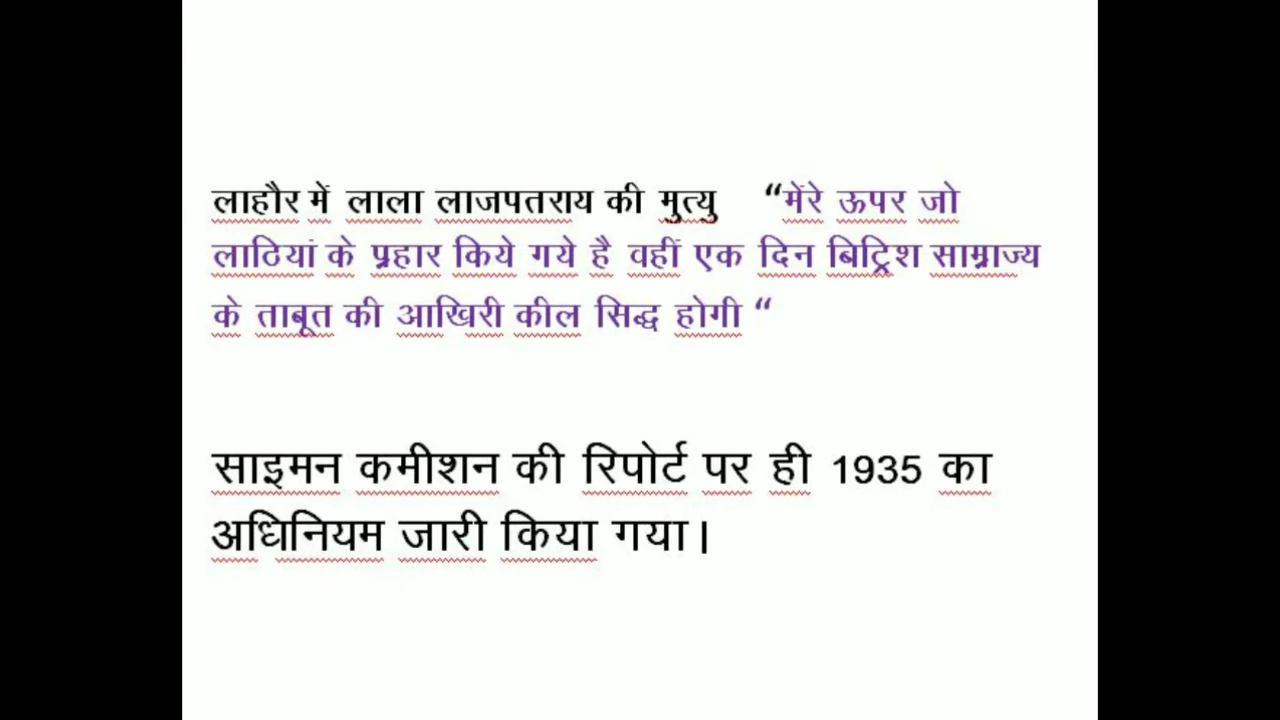 लाहौर में लाला लाजपतराय की मुत्यु “मेंरे ऊपर जो
लाठियां के प्रहार किये गये है वहीं एक दिन बिट्रिश साम्राज्य
के ताबूत की आखिरी कील सिद्ध होगी “
साइमन कमीशन की रिपोर्ट पर ही 1935 का
अधिनियम जारी किया गया।